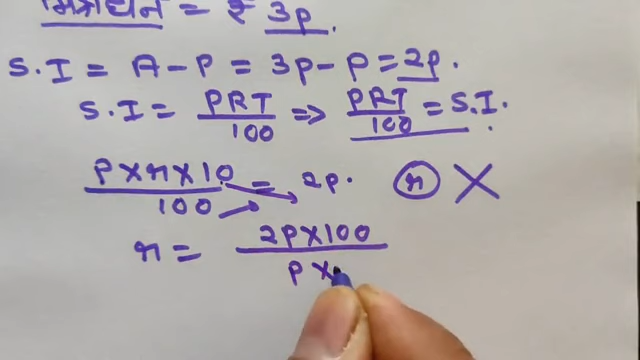 मिश्रधन = ₹ 3p.
S.I = A - P = 3p - p = 2p.
S.I = PRT/100 => PRT/100 = S.I.
p×n×10/100 = 2p. n ×
n = 2p×100/p×